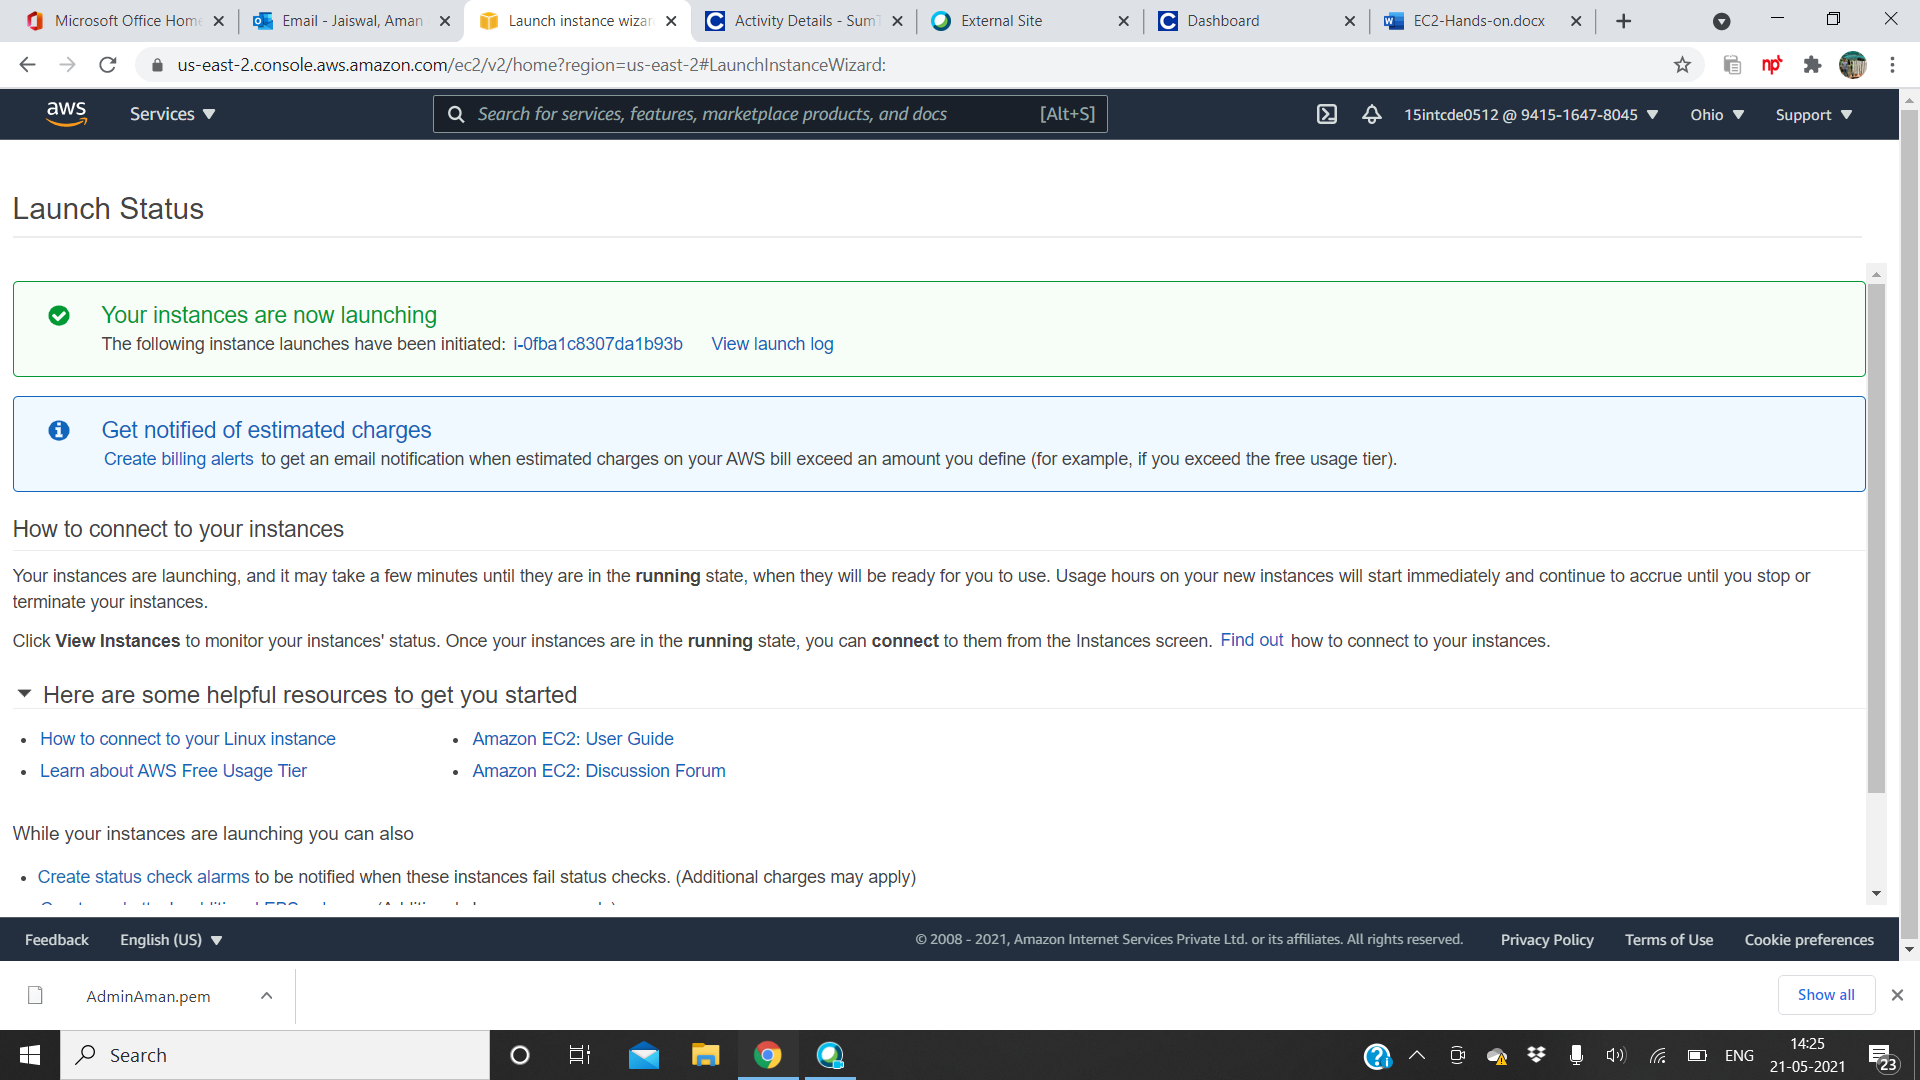 Microsoft Office Home
Email - Jaiswal, Aman
Launch instance wizar
Activity Details - SumT
External Site
Dashboard
EC2-Hands-on.docx
us-east-2.console.aws.amazon.com/ec2/v2/home?region=us-east-2#LaunchInstanceWizard:
aws
Services
Search for services, features, marketplace products, and docs
[Alt+S]
15intcde0512 @ 9415-1647-8045
Ohio
Support
Launch Status
Your instances are now launching
The following instance launches have been initiated: i-0fba1c8307da1b93b View launch log
Get notified of estimated charges
Create billing alerts to get an email notification when estimated charges on your AWS bill exceed an amount you define (for example, if you exceed the free usage tier).
How to connect to your instances
Your instances are launching, and it may take a few minutes until they are in the running state, when they will be ready for you to use. Usage hours on your new instances will start immediately and continue to accrue until you stop or
terminate your instances.
Click View Instances to monitor your instances' status. Once your instances are in the running state, you can connect to them from the Instances screen. Find out how to connect to your instances.
Here are some helpful resources to get you started
• How to connect to your Linux instance
• Amazon EC2: User Guide
• Learn about AWS Free Usage Tier
• Amazon EC2: Discussion Forum
While your instances are launching you can also
• Create status check alarms to be notified when these instances fail status checks. (Additional charges may apply)
Feedback
English (US)
© 2008 - 2021, Amazon Internet Services Private Ltd. or its affiliates. All rights reserved.
Privacy Policy
Terms of Use
Cookie preferences
AdminAman.pem
Show all
Search
ENG
14:25
21-05-2021
23